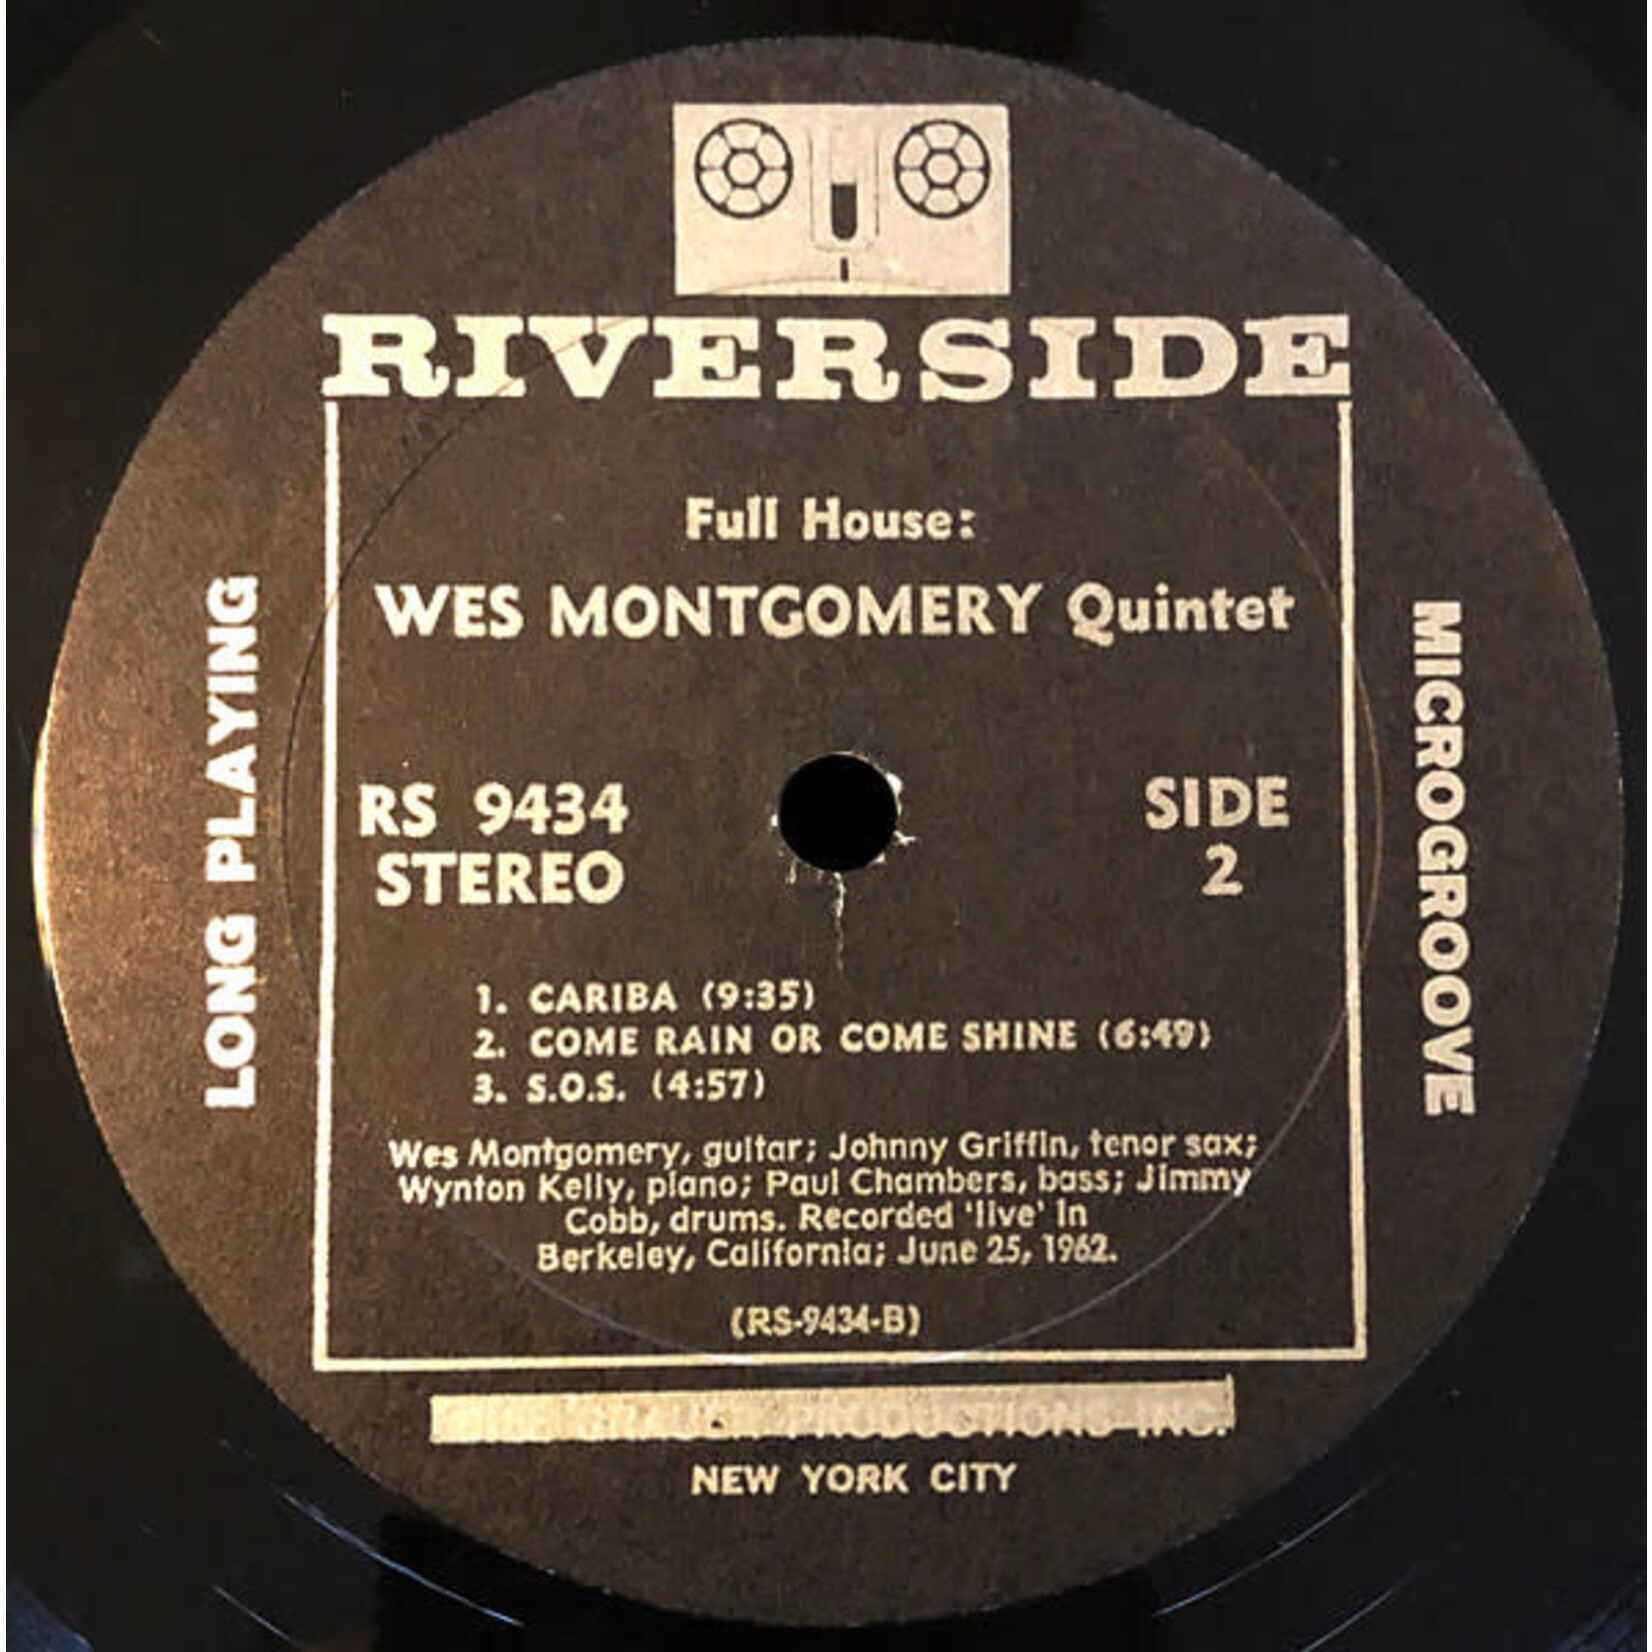 RIVERSIDE
Full House:
WES MONTGOMERY Quintet
LONG PLAYING
MICROGROOVE
RS 9434
STEREO
SIDE
2
1. CARIBA (9:35)
2. COME RAIN OR COME SHINE (6:49)
3. S.O.S. (4:57)
Wes Montgomery, guitar; Johnny Griffin, tenor sax;
Wynton Kelly, piano; Paul Chambers, bass; Jimmy
Cobb, drums. Recorded 'live' in
Berkeley, California; June 25, 1962.
(RS-9434-B)
PRODUCTIONS INC.
NEW YORK CITY